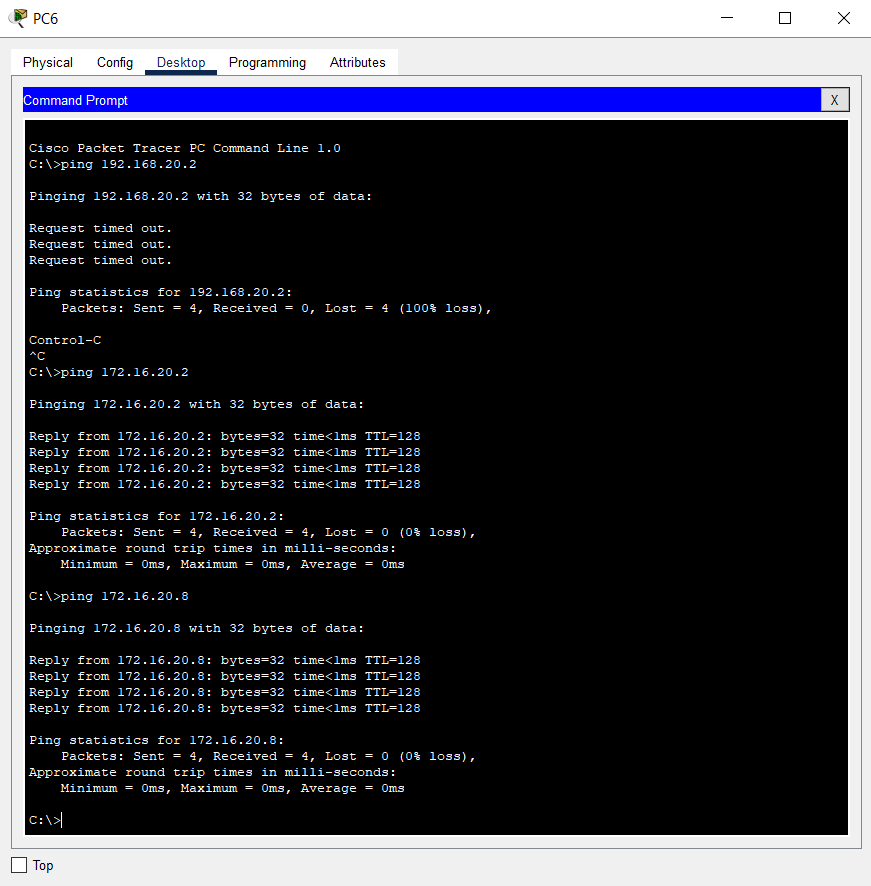 PC6
Physical Config Desktop Programming Attributes
Command Prompt X
Cisco Packet Tracer PC Command Line 1.0
C:\>ping 192.168.20.2
Pinging 192.168.20.2 with 32 bytes of data:
Request timed out.
Request timed out.
Request timed out.
Ping statistics for 192.168.20.2:
    Packets: Sent = 4, Received = 0, Lost = 4 (100% loss),
Control-C
^C
C:\>ping 172.16.20.2
Pinging 172.16.20.2 with 32 bytes of data:
Reply from 172.16.20.2: bytes=32 time<1ms TTL=128
Reply from 172.16.20.2: bytes=32 time<1ms TTL=128
Reply from 172.16.20.2: bytes=32 time<1ms TTL=128
Reply from 172.16.20.2: bytes=32 time<1ms TTL=128
Ping statistics for 172.16.20.2:
    Packets: Sent = 4, Received = 4, Lost = 0 (0% loss),
Approximate round trip times in milli-seconds:
    Minimum = 0ms, Maximum = 0ms, Average = 0ms
C:\>ping 172.16.20.8
Pinging 172.16.20.8 with 32 bytes of data:
Reply from 172.16.20.8: bytes=32 time<1ms TTL=128
Reply from 172.16.20.8: bytes=32 time<1ms TTL=128
Reply from 172.16.20.8: bytes=32 time<1ms TTL=128
Reply from 172.16.20.8: bytes=32 time<1ms TTL=128
Ping statistics for 172.16.20.8:
    Packets: Sent = 4, Received = 4, Lost = 0 (0% loss),
Approximate round trip times in milli-seconds:
    Minimum = 0ms, Maximum = 0ms, Average = 0ms
C:\>
Top